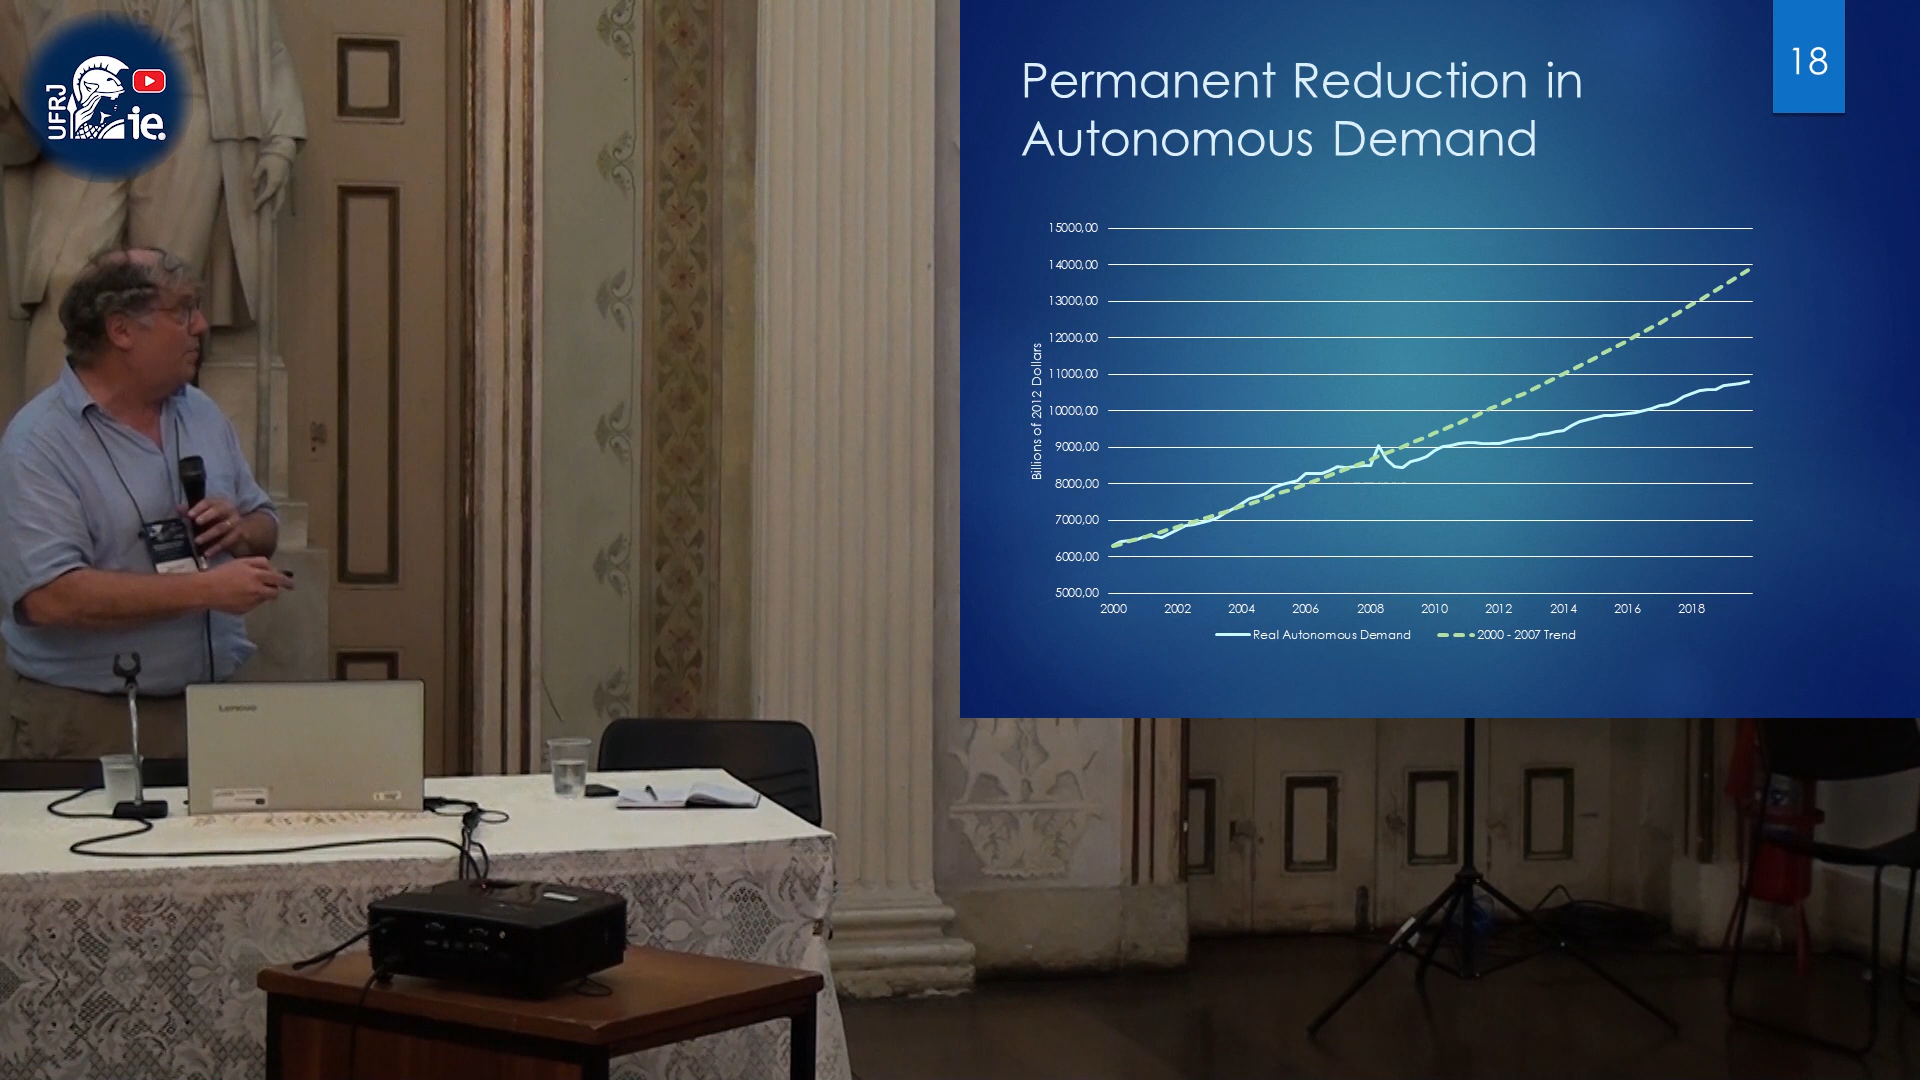 UFRJ
ie.
18
Permanent Reduction in
Autonomous Demand
15000,00
14000,00
13000,00
12000,00
11000,00
10000,00
9000,00
8000,00
7000,00
6000,00
5000,00
Billions of 2012 Dollars
2000 2002 2004 2006 2008 2010 2012 2014 2016 2018
Real Autonomous Demand 2000 - 2007 Trend
Lenovo